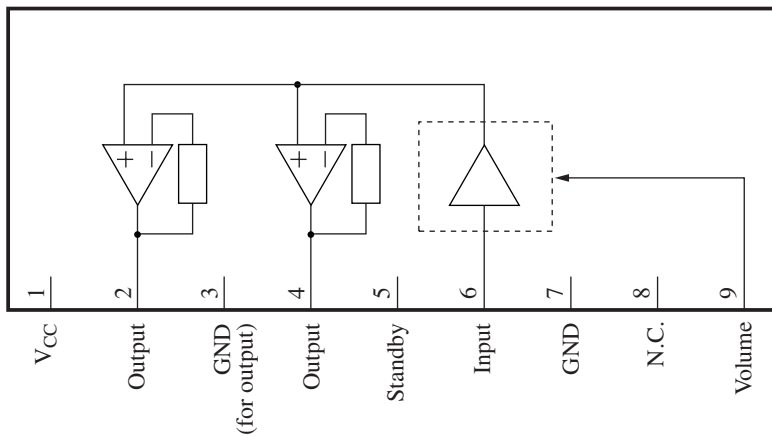 +
−
+
−
1
2
3
4
5
6
7
8
9
VCC
Output
GND
(for output)
Output
Standby
Input
GND
N.C.
Volume